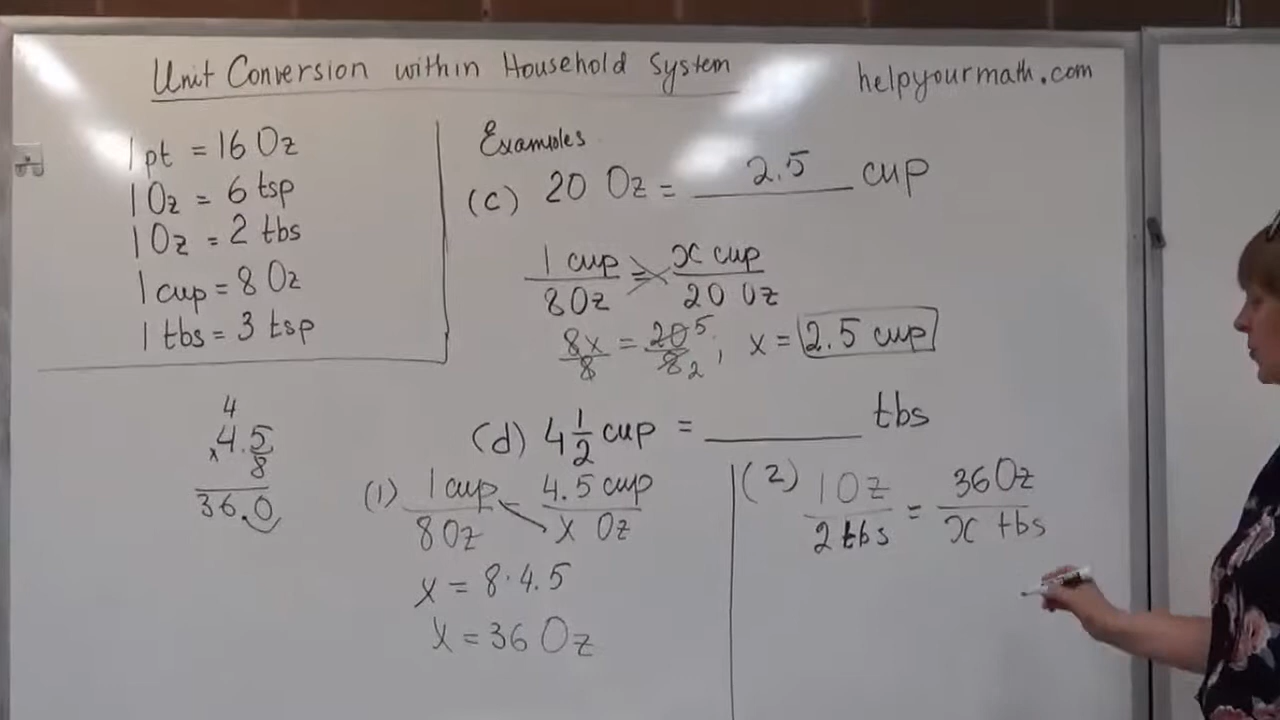 Unit Conversion within Household System
helpyourmath.com
1 pt = 16 Oz
1 Oz = 6 tsp
1 Oz = 2 tbs
1 cup = 8 Oz
1 tbs = 3 tsp
Examples
(c) 20 Oz = 2.5 cup
1 cup / 8 Oz = x cup / 20 Oz
8x / 8 = 20 5 / 8 2 ; x = 2.5 cup
4
x 4.5
8
36.0
(d) 4 1/2 cup = ______ tbs
(1) 1 cup / 8 Oz = 4.5 cup / x Oz
x = 8 · 4.5
x = 36 Oz
(2) 1 Oz / 2 tbs = 36 Oz / x tbs